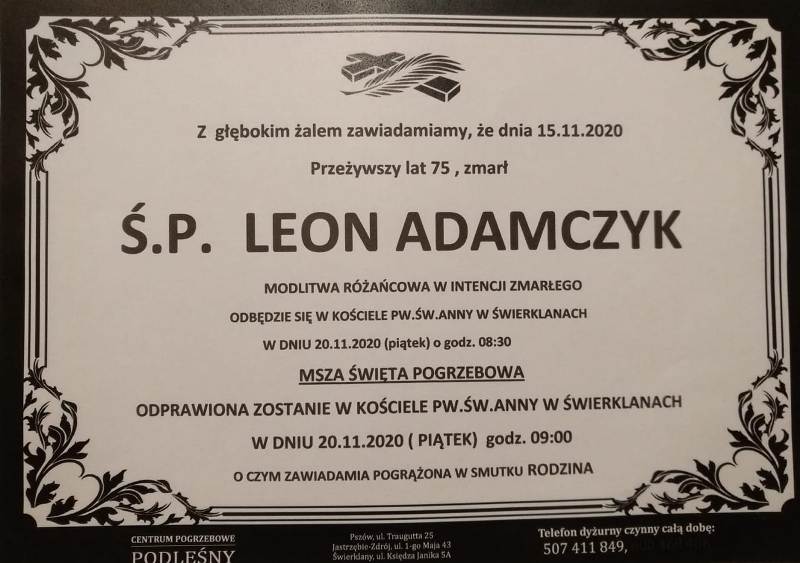 Z głębokim żalem zawiadamiamy, że dnia 15.11.2020
Przeżywszy lat 75 , zmarł
Ś.P. LEON ADAMCZYK
MODLITWA RÓŻAŃCOWA W INTENCJI ZMARŁEGO
ODBĘDZIE SIĘ W KOŚCIELE PW.ŚW.ANNY W ŚWIERKLANACH
W DNIU 20.11.2020 (piątek) o godz. 08:30
MSZA ŚWIĘTA POGRZEBOWA
ODPRAWIONA ZOSTANIE W KOŚCIELE PW.ŚW.ANNY W ŚWIERKLANACH
W DNIU 20.11.2020 ( PIĄTEK) godz. 09:00
O CZYM ZAWIADAMIA POGRĄŻONA W SMUTKU RODZINA
CENTRUM POGRZEBOWE
PODLEŚNY
Pszów, ul. Traugutta 25
Jastrzębie-Zdrój, ul. 1-go Maja 43
Świerklany, ul. Księdza Janika 5A
Telefon dyżurny czynny całą dobę:
507 411 849,